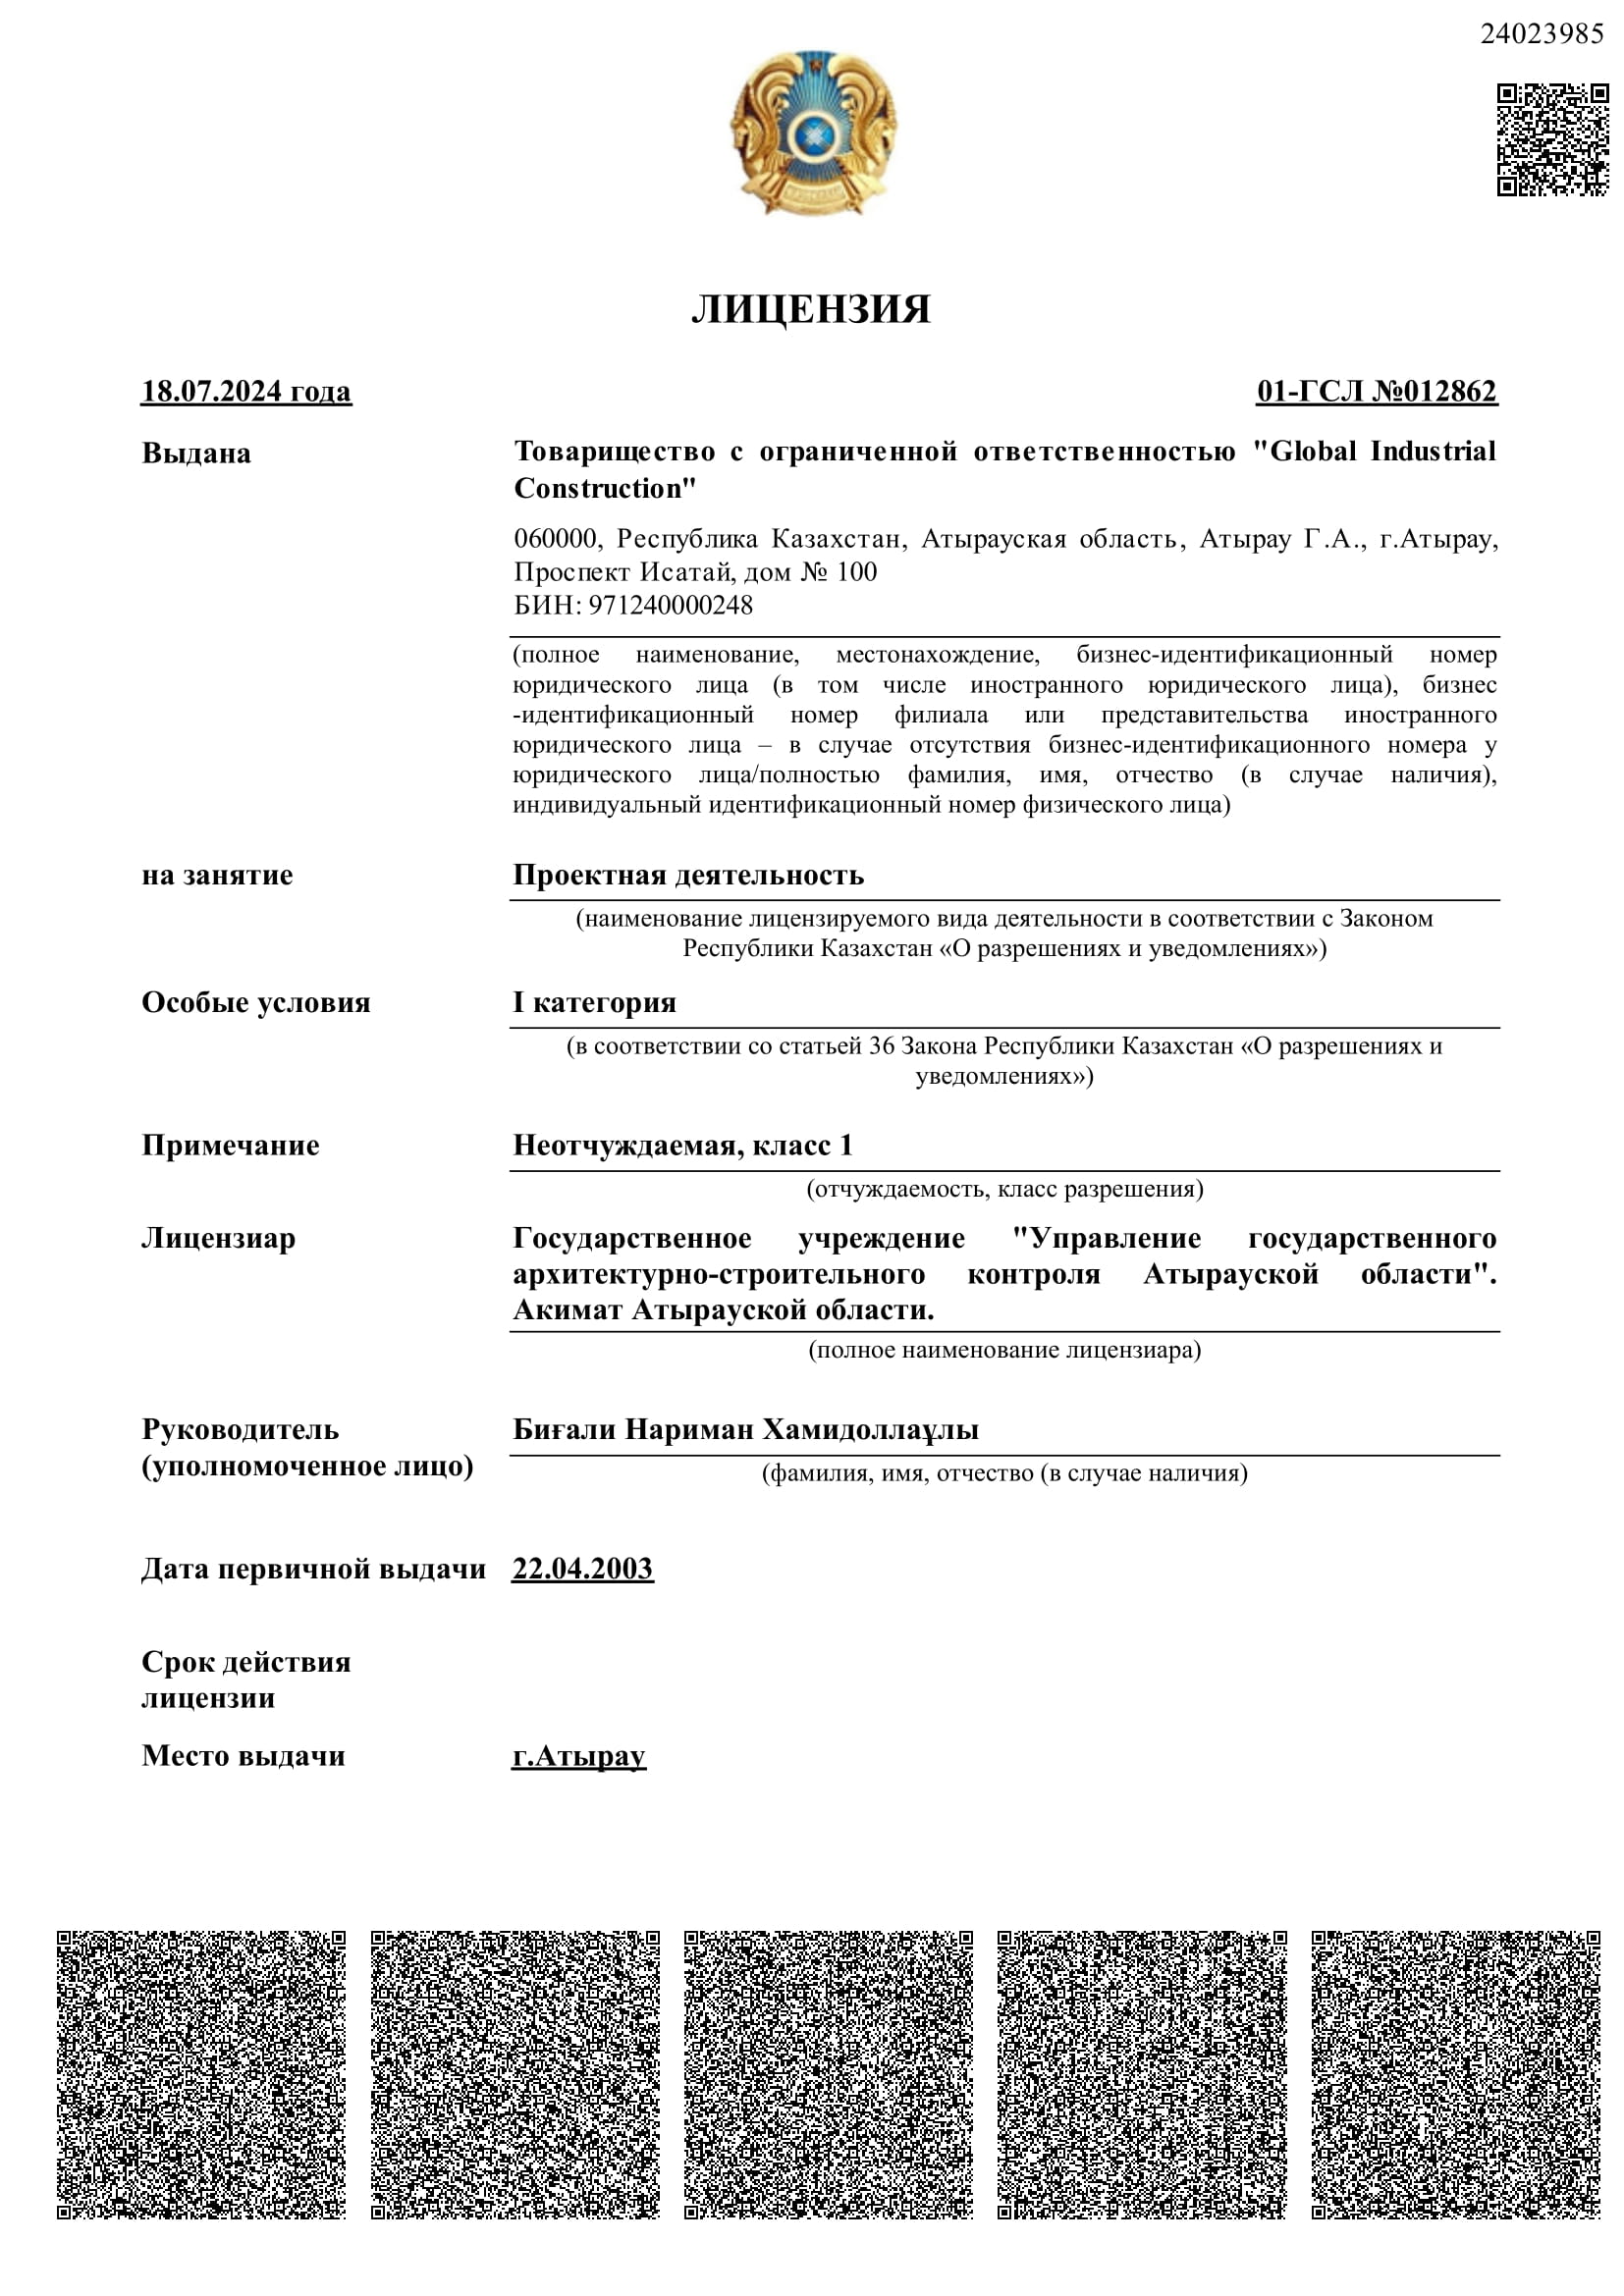 24023985
ЛИЦЕНЗИЯ
18.07.2024 года 01-ГСЛ №012862
Выдана Товарищество с ограниченной ответственностью "Global Industrial
Construction"
060000, Республика Казахстан, Атырауская область, Атырау Г.А., г.Атырау,
Проспект Исатай, дом № 100
БИН: 971240000248
(полное наименование, местонахождение, бизнес-идентификационный номер
юридического лица (в том числе иностранного юридического лица), бизнес
-идентификационный номер филиала или представительства иностранного
юридического лица – в случае отсутствия бизнес-идентификационного номера у
юридического лица/полностью фамилия, имя, отчество (в случае наличия),
индивидуальный идентификационный номер физического лица)
на занятие Проектная деятельность
(наименование лицензируемого вида деятельности в соответствии с Законом
Республики Казахстан «О разрешениях и уведомлениях»)
Особые условия I категория
(в соответствии со статьей 36 Закона Республики Казахстан «О разрешениях и
уведомлениях»)
Примечание Неотчуждаемая, класс 1
(отчуждаемость, класс разрешения)
Лицензиар Государственное учреждение "Управление государственного
архитектурно-строительного контроля Атырауской области".
Акимат Атырауской области.
(полное наименование лицензиара)
Руководитель Биғали Нариман Хамидоллаұлы
(уполномоченное лицо)
(фамилия, имя, отчество (в случае наличия)
Дата первичной выдачи 22.04.2003
Срок действия
лицензии
Место выдачи г.Атырау